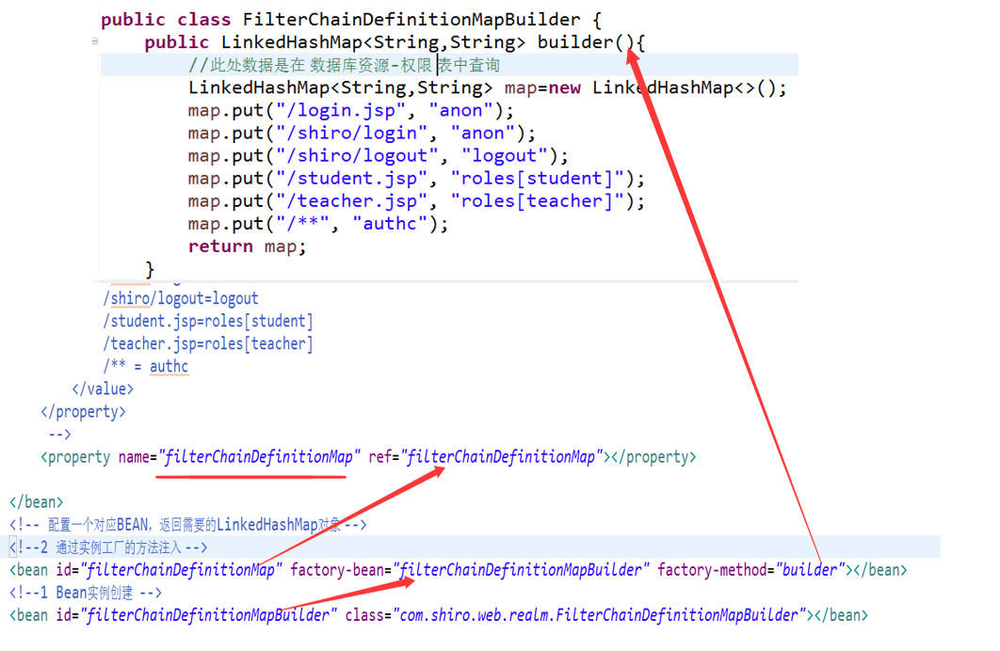 public class FilterChainDefinitionMapBuilder {
public LinkedHashMap<String,String> builder(){
//此处数据是在 数据库资源-权限 表中查询
LinkedHashMap<String,String> map=new LinkedHashMap<>();
map.put("/login.jsp", "anon");
map.put("/shiro/login", "anon");
map.put("/shiro/logout", "logout");
map.put("/student.jsp", "roles[student]");
map.put("/teacher.jsp", "roles[teacher]");
map.put("/**", "authc");
return map;
}
/shiro/logout=logout
/student.jsp=roles[student]
/teacher.jsp=roles[teacher]
/** = authc
</value>
</property>
-->
<property name="filterChainDefinitionMap" ref="filterChainDefinitionMap"></property>
</bean>
<!-- 配置一个对应BEAN，返回需要的LinkedHashMap对象 -->
<!--2 通过实例工厂的方法注入 -->
<bean id="filterChainDefinitionMap" factory-bean="filterChainDefinitionMapBuilder" factory-method="builder"></bean>
<!--1 Bean实例创建 -->
<bean id="filterChainDefinitionMapBuilder" class="com.shiro.web.realm.FilterChainDefinitionMapBuilder"></bean>